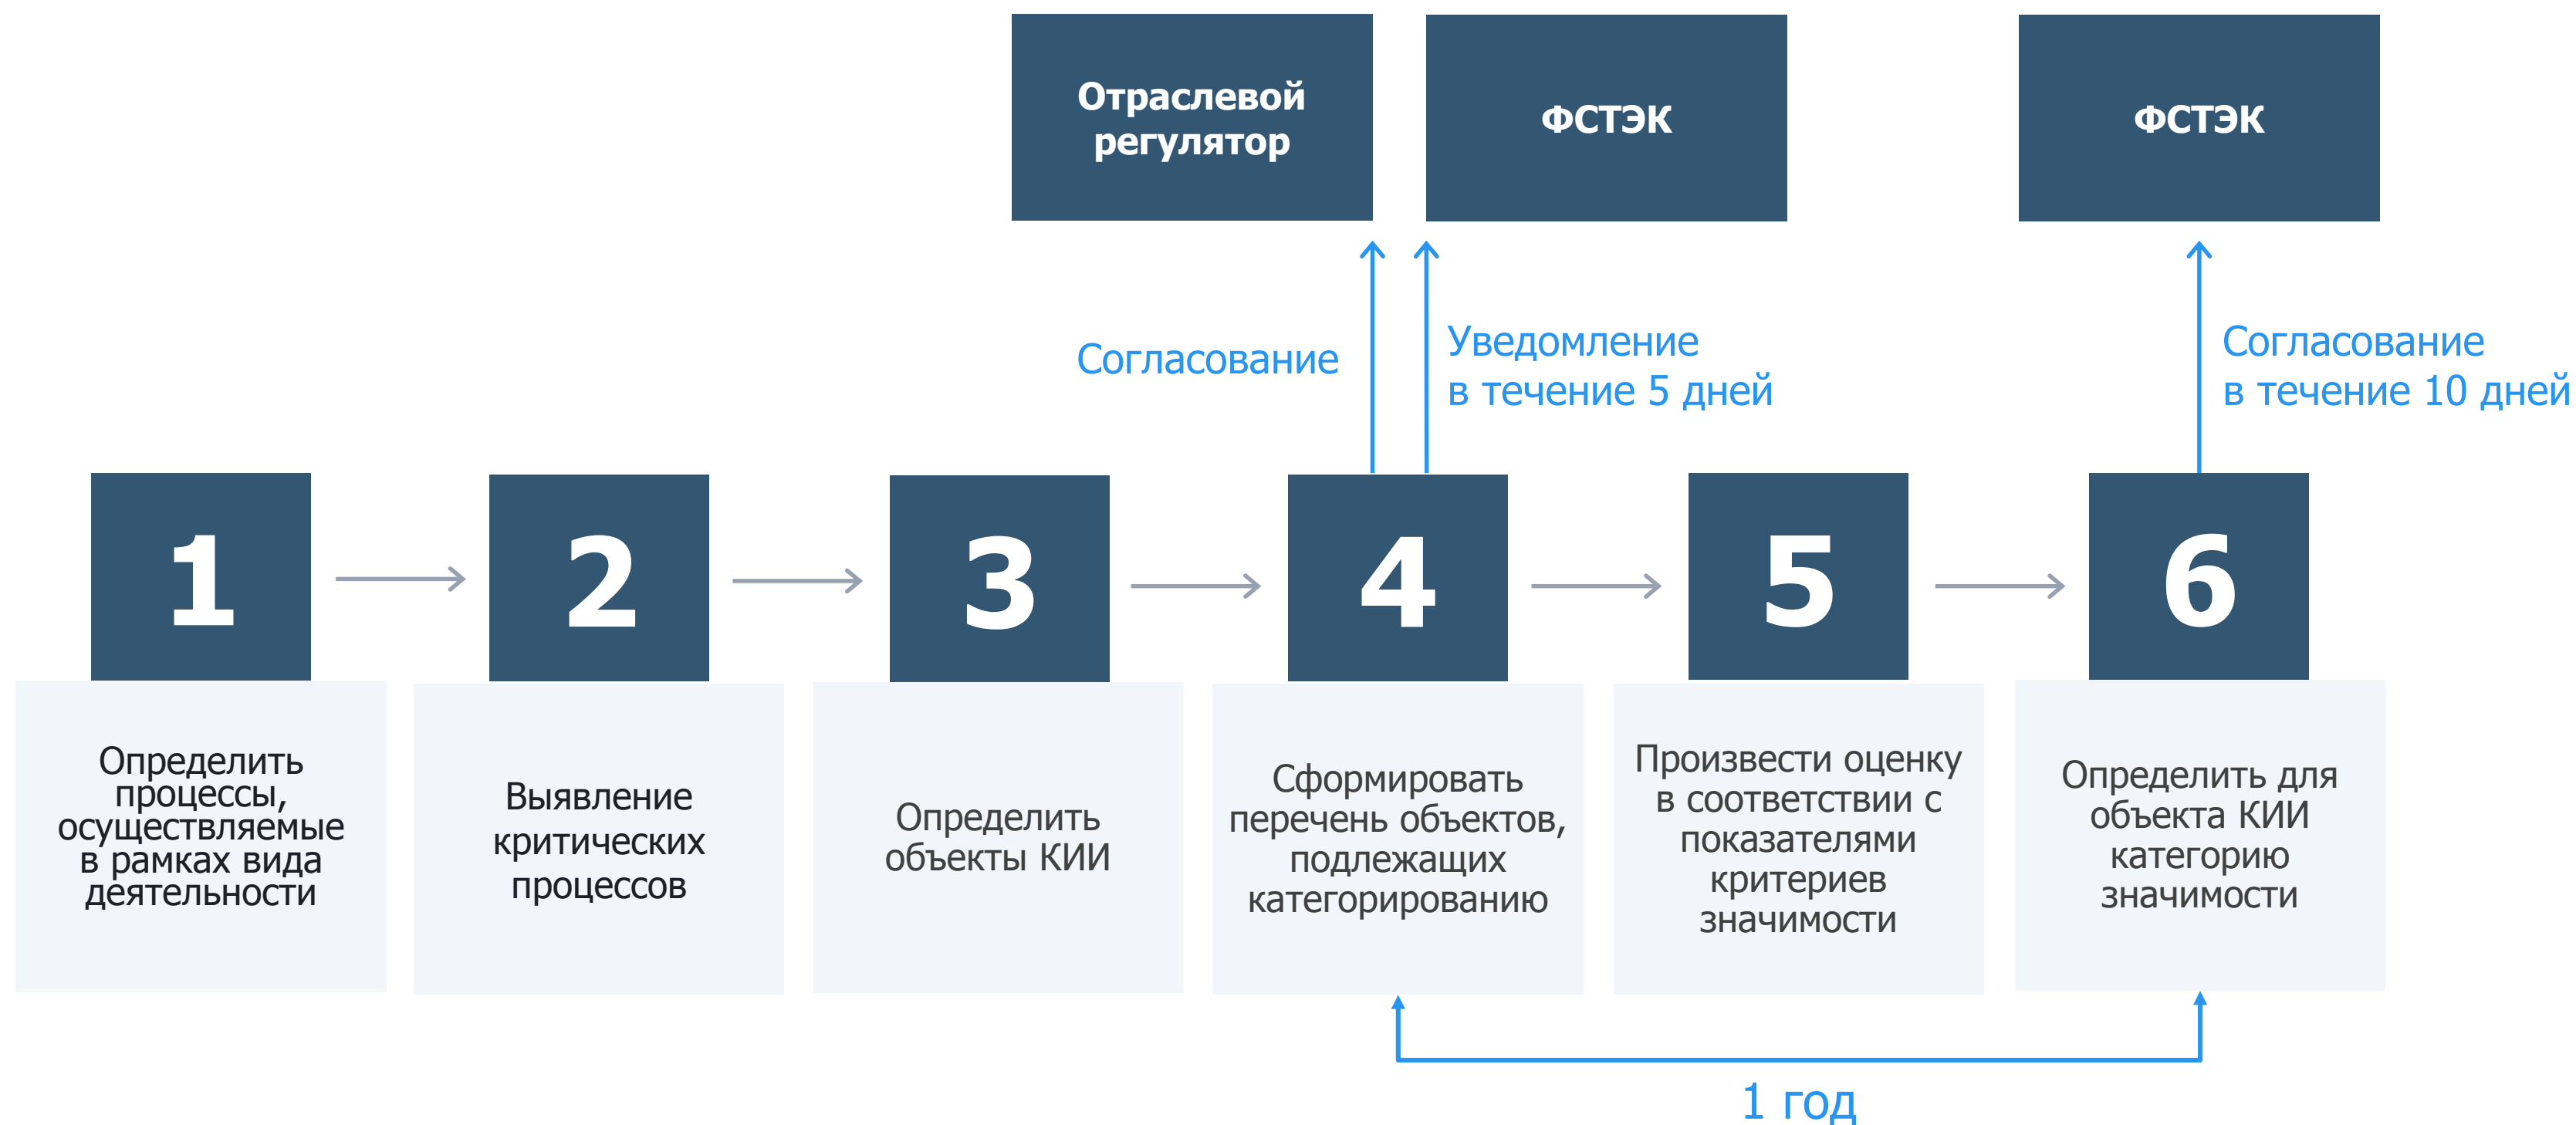 Отраслевой
регулятор
ФСТЭК
ФСТЭК
Согласование
Уведомление
в течение 5 дней
Согласование
в течение 10 дней
1
2
3
4
5
6
Определить
процессы,
осуществляемые
в рамках вида
деятельности
Выявление
критических
процессов
Определить
объекты КИИ
Сформировать
перечень объектов,
подлежащих
категорированию
Произвести оценку
в соответствии с
показателями
критериев
значимости
Определить для
объекта КИИ
категорию
значимости
1 год